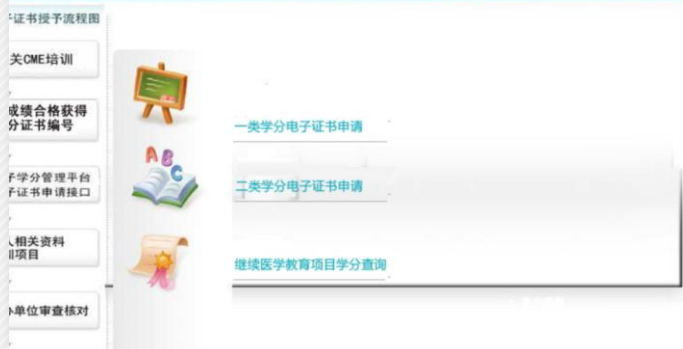 子证书授予流程图
关CME培训
成绩合格获得
分证书编号
子学分管理平台
子证书申请接口
人相关资料
训项目
办单位审查核对
ABC
一类学分电子证书申请
二类学分电子证书申请
继续医学教育项目学分查询